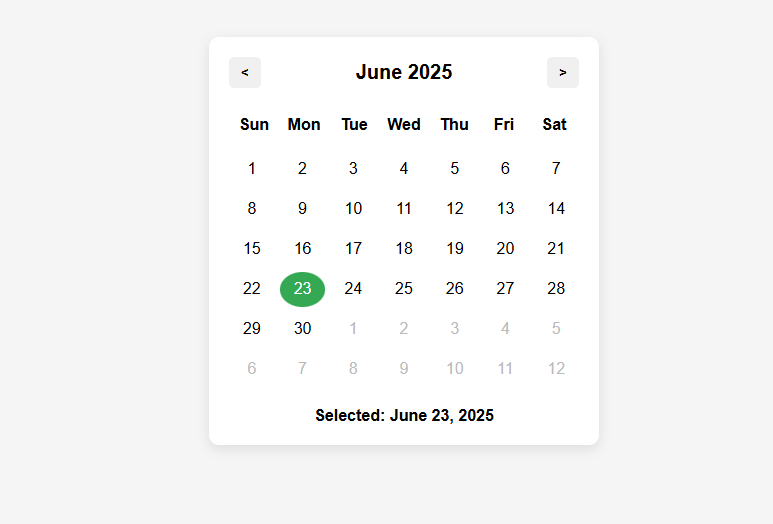 < June 2025 >
Sun Mon Tue Wed Thu Fri Sat
1 2 3 4 5 6 7
8 9 10 11 12 13 14
15 16 17 18 19 20 21
22 23 24 25 26 27 28
29 30 1 2 3 4 5
6 7 8 9 10 11 12
Selected: June 23, 2025